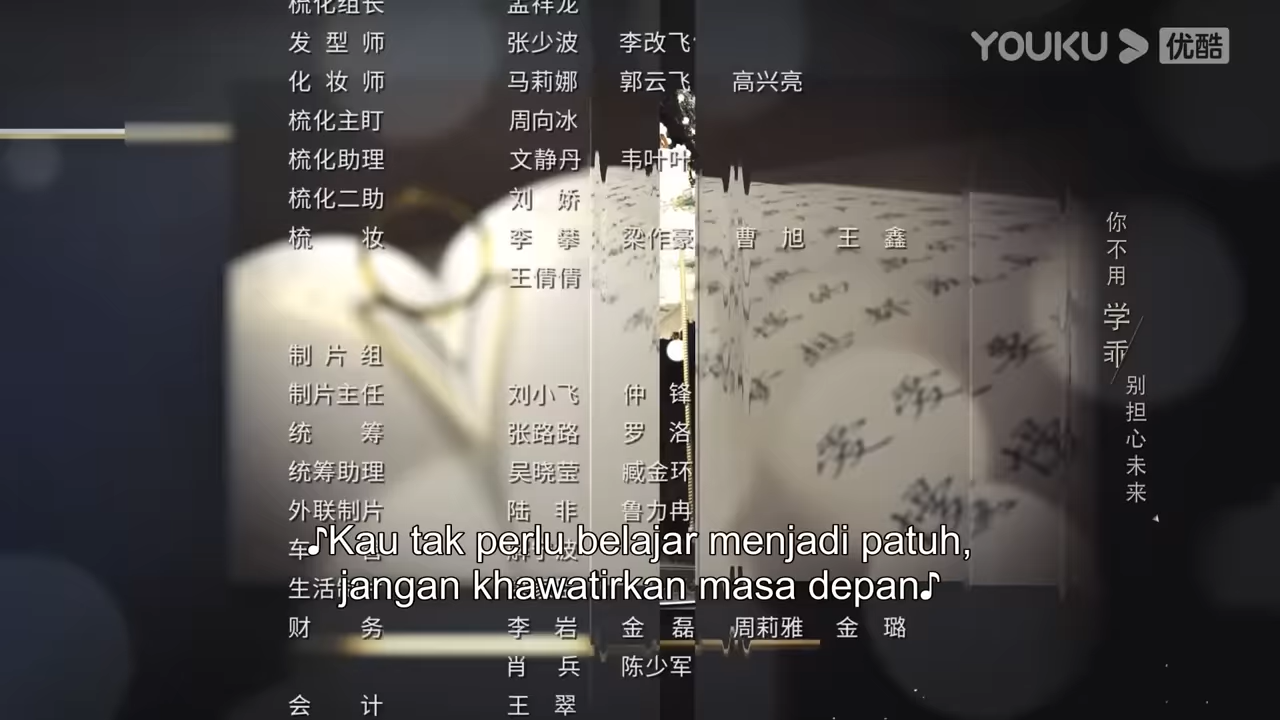 梳化组长 孟祥龙
YOUKU 优酷
发型师 张少波 李改飞
化妆师 马莉娜 郭云飞 高兴亮
梳化主盯 周向冰
梳化助理 文静丹 韦叶叶
梳化二助 刘娇
梳妆 李攀 梁作豪 曹旭 王鑫
王倩倩
制片组
制片主任 刘小飞 仲锋
统筹 张路路 罗洛
统筹助理 吴晓莹 臧金环
外联制片 陆非 鲁力冉
♪Kau tak perlu belajar menjadi patuh,
jangan khawatirkan masa depan♪
财务 李岩 金磊 周莉雅 金璐
肖兵 陈少军
会计 王翠
你不用
学乖
别担心未来